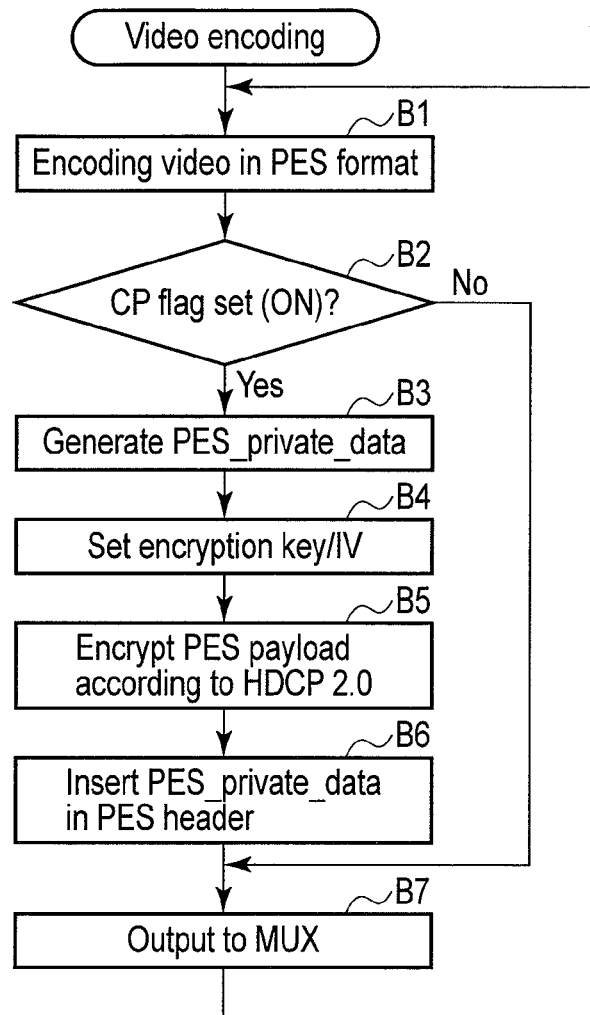 Video encoding
B1
Encoding video in PES format
B2
CP flag set (ON)?
No
Yes
B3
Generate PES_private_data
B4
Set encryption key/IV
B5
Encrypt PES payload
according to HDCP 2.0
B6
Insert PES_private_data
in PES header
B7
Output to MUX